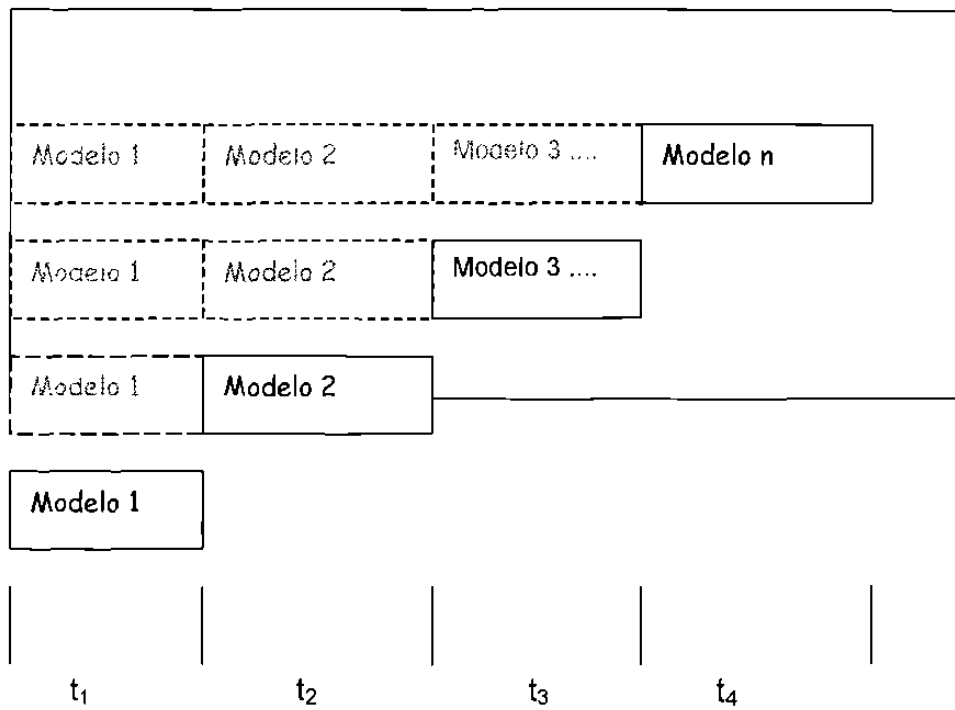 Modelo 1 Modelo 2 Modelo 3 .... Modelo n
Modelo 1 Modelo 2 Modelo 3 ....
Modelo 1 Modelo 2
Modelo 1
t₁ t₂ t₃ t₄